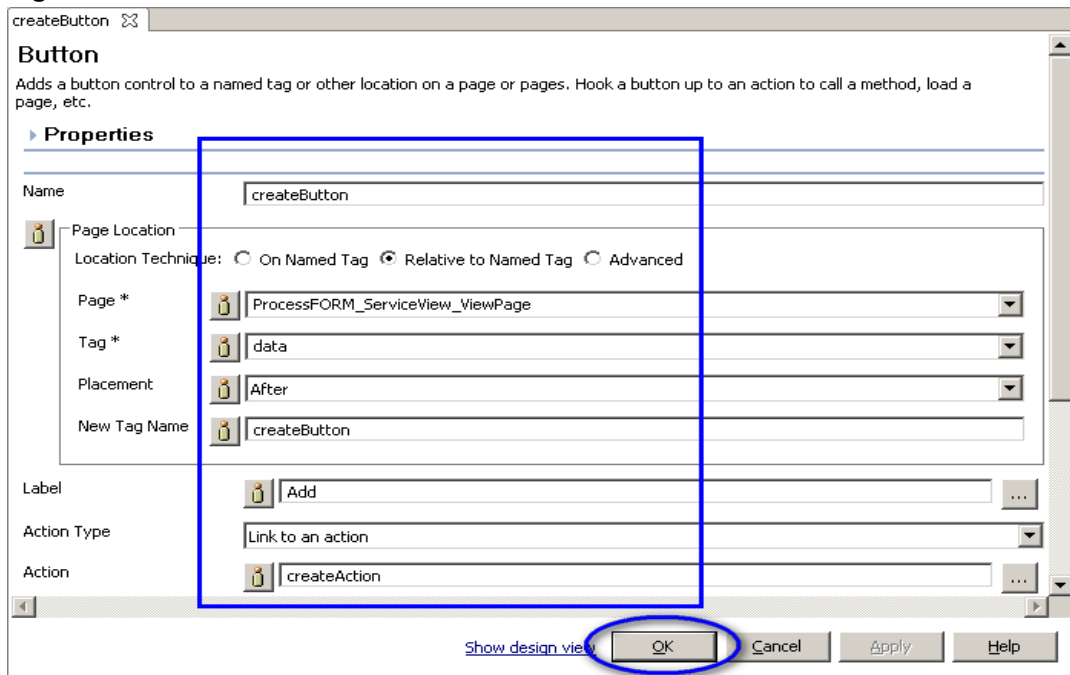 createButton
Button
Adds a button control to a named tag or other location on a page or pages. Hook a button up to an action to call a method, load a
page, etc.
Properties
Name
createButton
Page Location
Location Technique: On Named Tag Relative to Named Tag Advanced
Page *
ProcessFORM_ServiceView_ViewPage
Tag *
data
Placement
After
New Tag Name
createButton
Label
Add
...
Action Type
Link to an action
Action
createAction
...
Show design view
OK
Cancel
Apply
Help